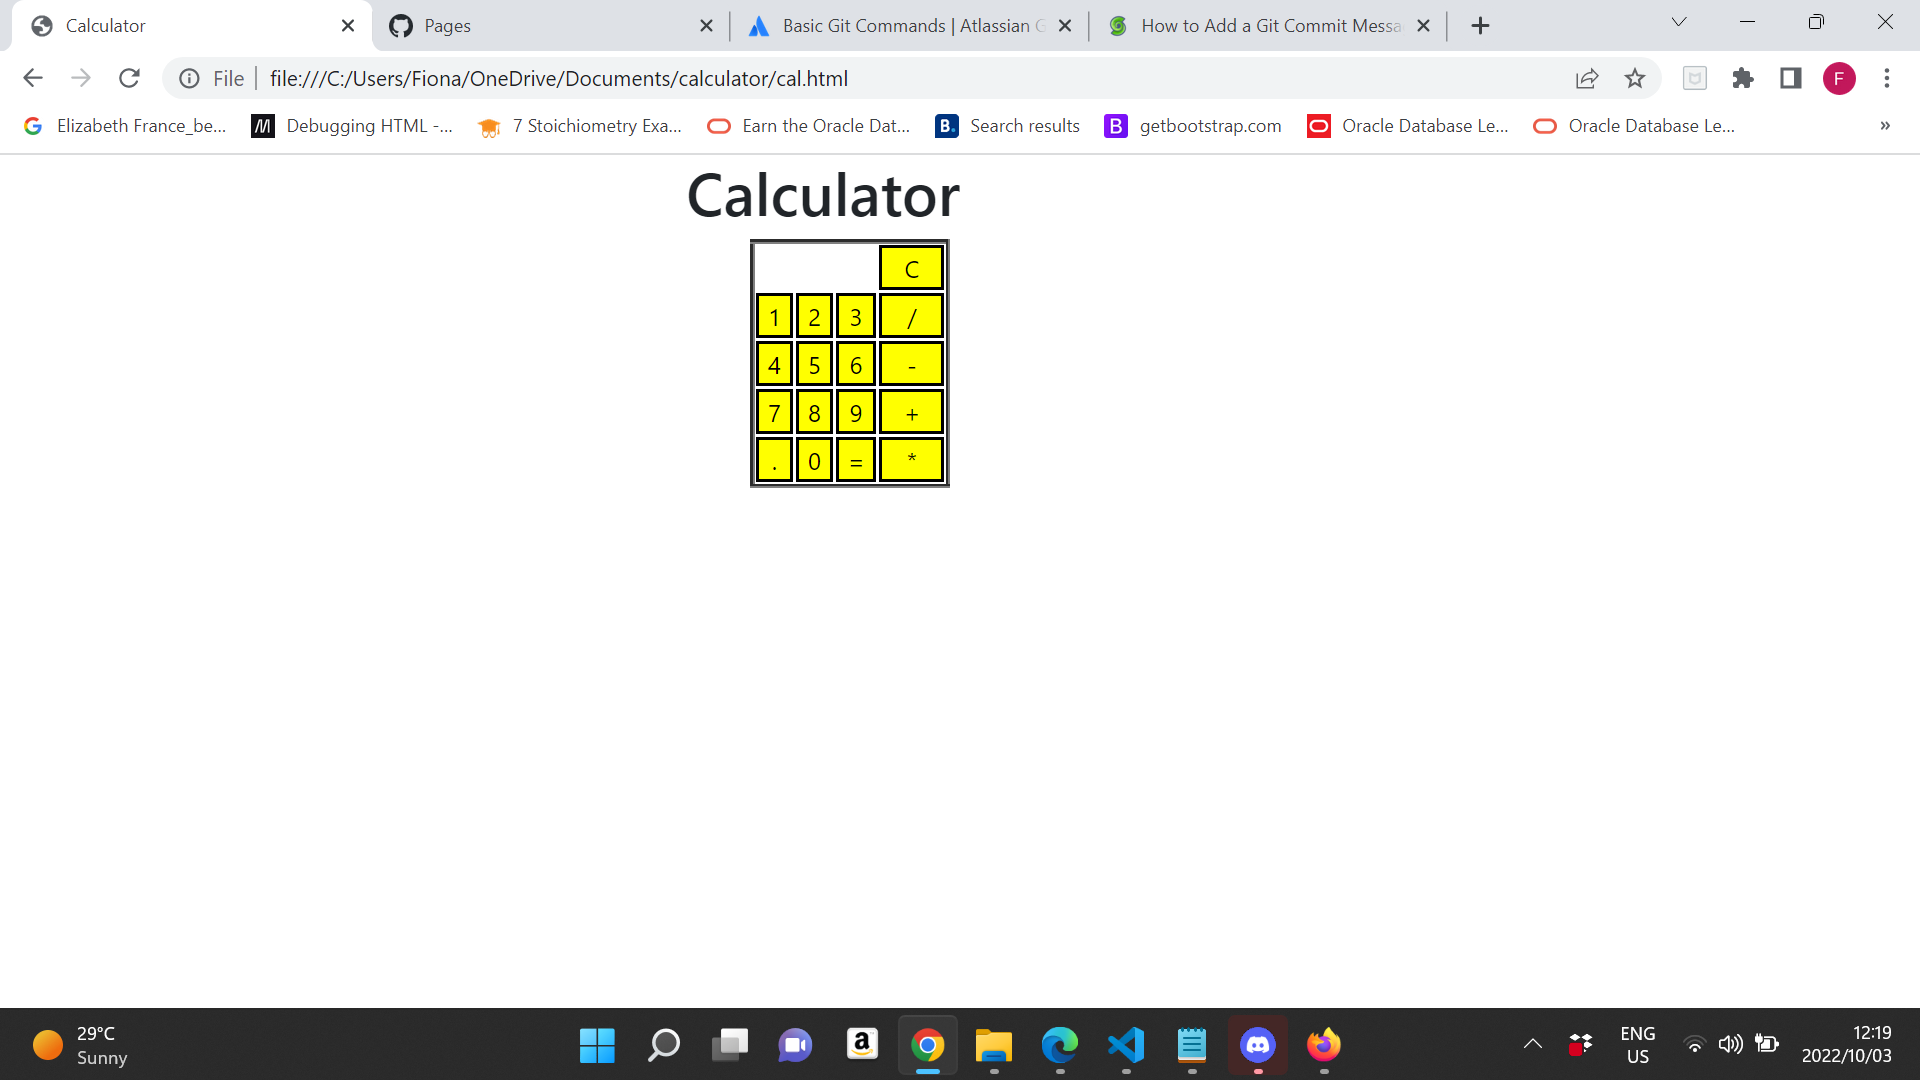 Calculator
Pages
Basic Git Commands | Atlassian G
How to Add a Git Commit Messa
File
file:///C:/Users/Fiona/OneDrive/Documents/calculator/cal.html
F
Elizabeth France_be...
Debugging HTML -...
7 Stoichiometry Exa...
Earn the Oracle Dat...
B.
Search results
B
getbootstrap.com
Oracle Database Le...
Oracle Database Le...
»
Calculator
C
1 2 3 /
4 5 6 -
7 8 9 +
. 0 = *
29°C
Sunny
a
ENG
US
12:19
2022/10/03